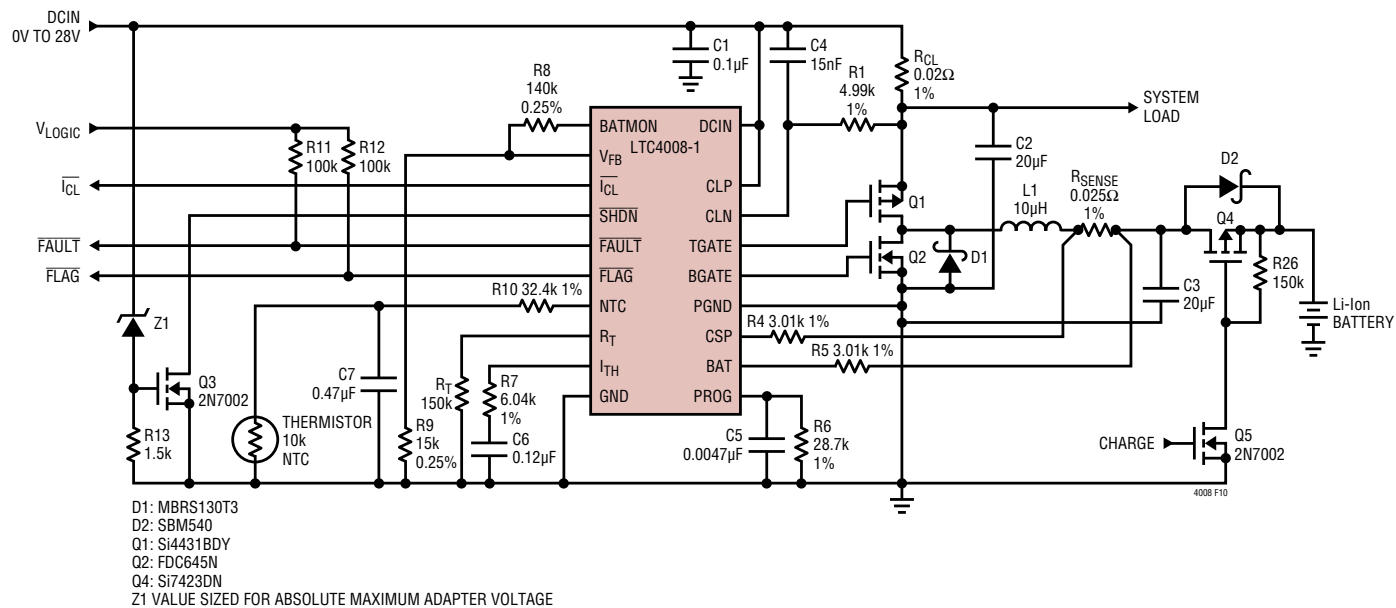 DCIN
0V TO 28V
C1
0.1µF
C4
15nF
R1
4.99k
1%
RCL
0.02Ω
1%
SYSTEM
LOAD
R8
140k
0.25%
VLOGIC
R11
100k
R12
100k
BATMON
DCIN
LTC4008-1
VFB
ICL
ICL
CLP
SHDN
CLN
FAULT
FAULT
TGATE
FLAG
FLAG
BGATE
R10 32.4k 1%
NTC
PGND
RT
CSP
ITH
BAT
GND
PROG
Q1
Q2
D1
C2
20µF
L1
10µH
RSENSE
0.025Ω
1%
D2
Q4
R26
150k
C3
20µF
Li-Ion
BATTERY
R4 3.01k 1%
R5 3.01k 1%
Z1
Q3
2N7002
R13
1.5k
C7
0.47µF
THERMISTOR
10k
NTC
RT
150k
R9
15k
0.25%
R7
6.04k
1%
C6
0.12µF
C5
0.0047µF
R6
28.7k
1%
CHARGE
Q5
2N7002
4008 F10
D1: MBRS130T3
D2: SBM540
Q1: Si4431BDY
Q2: FDC645N
Q4: Si7423DN
Z1 VALUE SIZED FOR ABSOLUTE MAXIMUM ADAPTER VOLTAGE